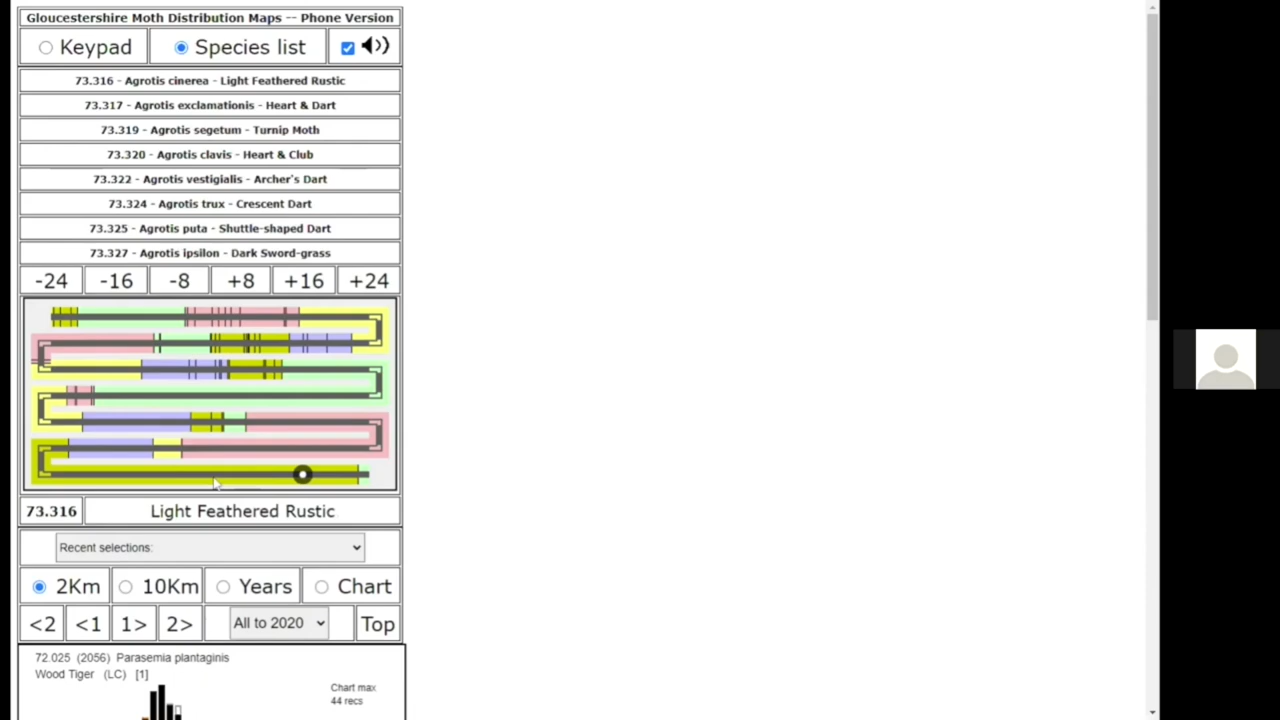 Gloucestershire Moth Distribution Maps -- Phone Version
Keypad Species list
73.316 - Agrotis cinerea - Light Feathered Rustic
73.317 - Agrotis exclamationis - Heart & Dart
73.319 - Agrotis segetum - Turnip Moth
73.320 - Agrotis clavis - Heart & Club
73.322 - Agrotis vestigialis - Archer's Dart
73.324 - Agrotis trux - Crescent Dart
73.325 - Agrotis puta - Shuttle-shaped Dart
73.327 - Agrotis ipsilon - Dark Sword-grass
-24 -16 -8 +8 +16 +24
73.316 Light Feathered Rustic
Recent selections:
2Km 10Km Years Chart
<2 <1 1> 2> All to 2020 Top
72.025 (2056) Parasemia plantaginis
Wood Tiger (LC) [1]
Chart max
44 recs